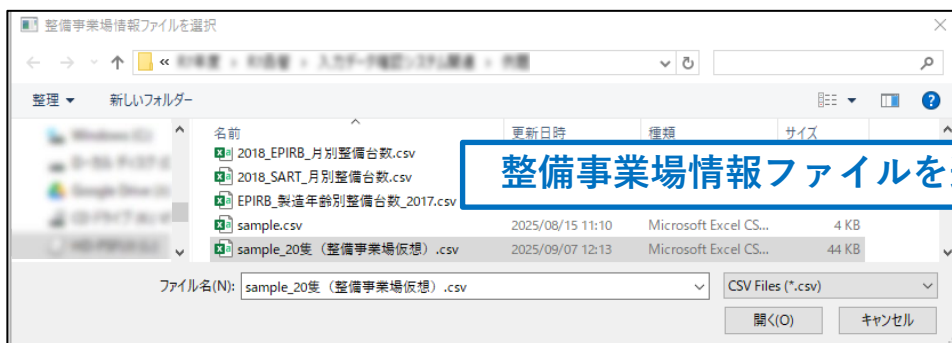 整備事業場情報ファイルを選択
整理 新しいフォルダー
名前 更新日時 種類 サイズ
2018_EPIRB_月別整備台数.csv
2018_SART_月別整備台数.csv
EPIRB_製造年齢別整備台数_2017.csv
整備事業場情報ファイルを
sample.csv 2025/08/15 11:10 Microsoft Excel CS... 4 KB
sample_20隻（整備事業場仮想）.csv 2025/09/07 12:13 Microsoft Excel CS... 44 KB
ファイル名(N): sample_20隻（整備事業場仮想）.csv CSV Files (*.csv)
開く(O) キャンセル